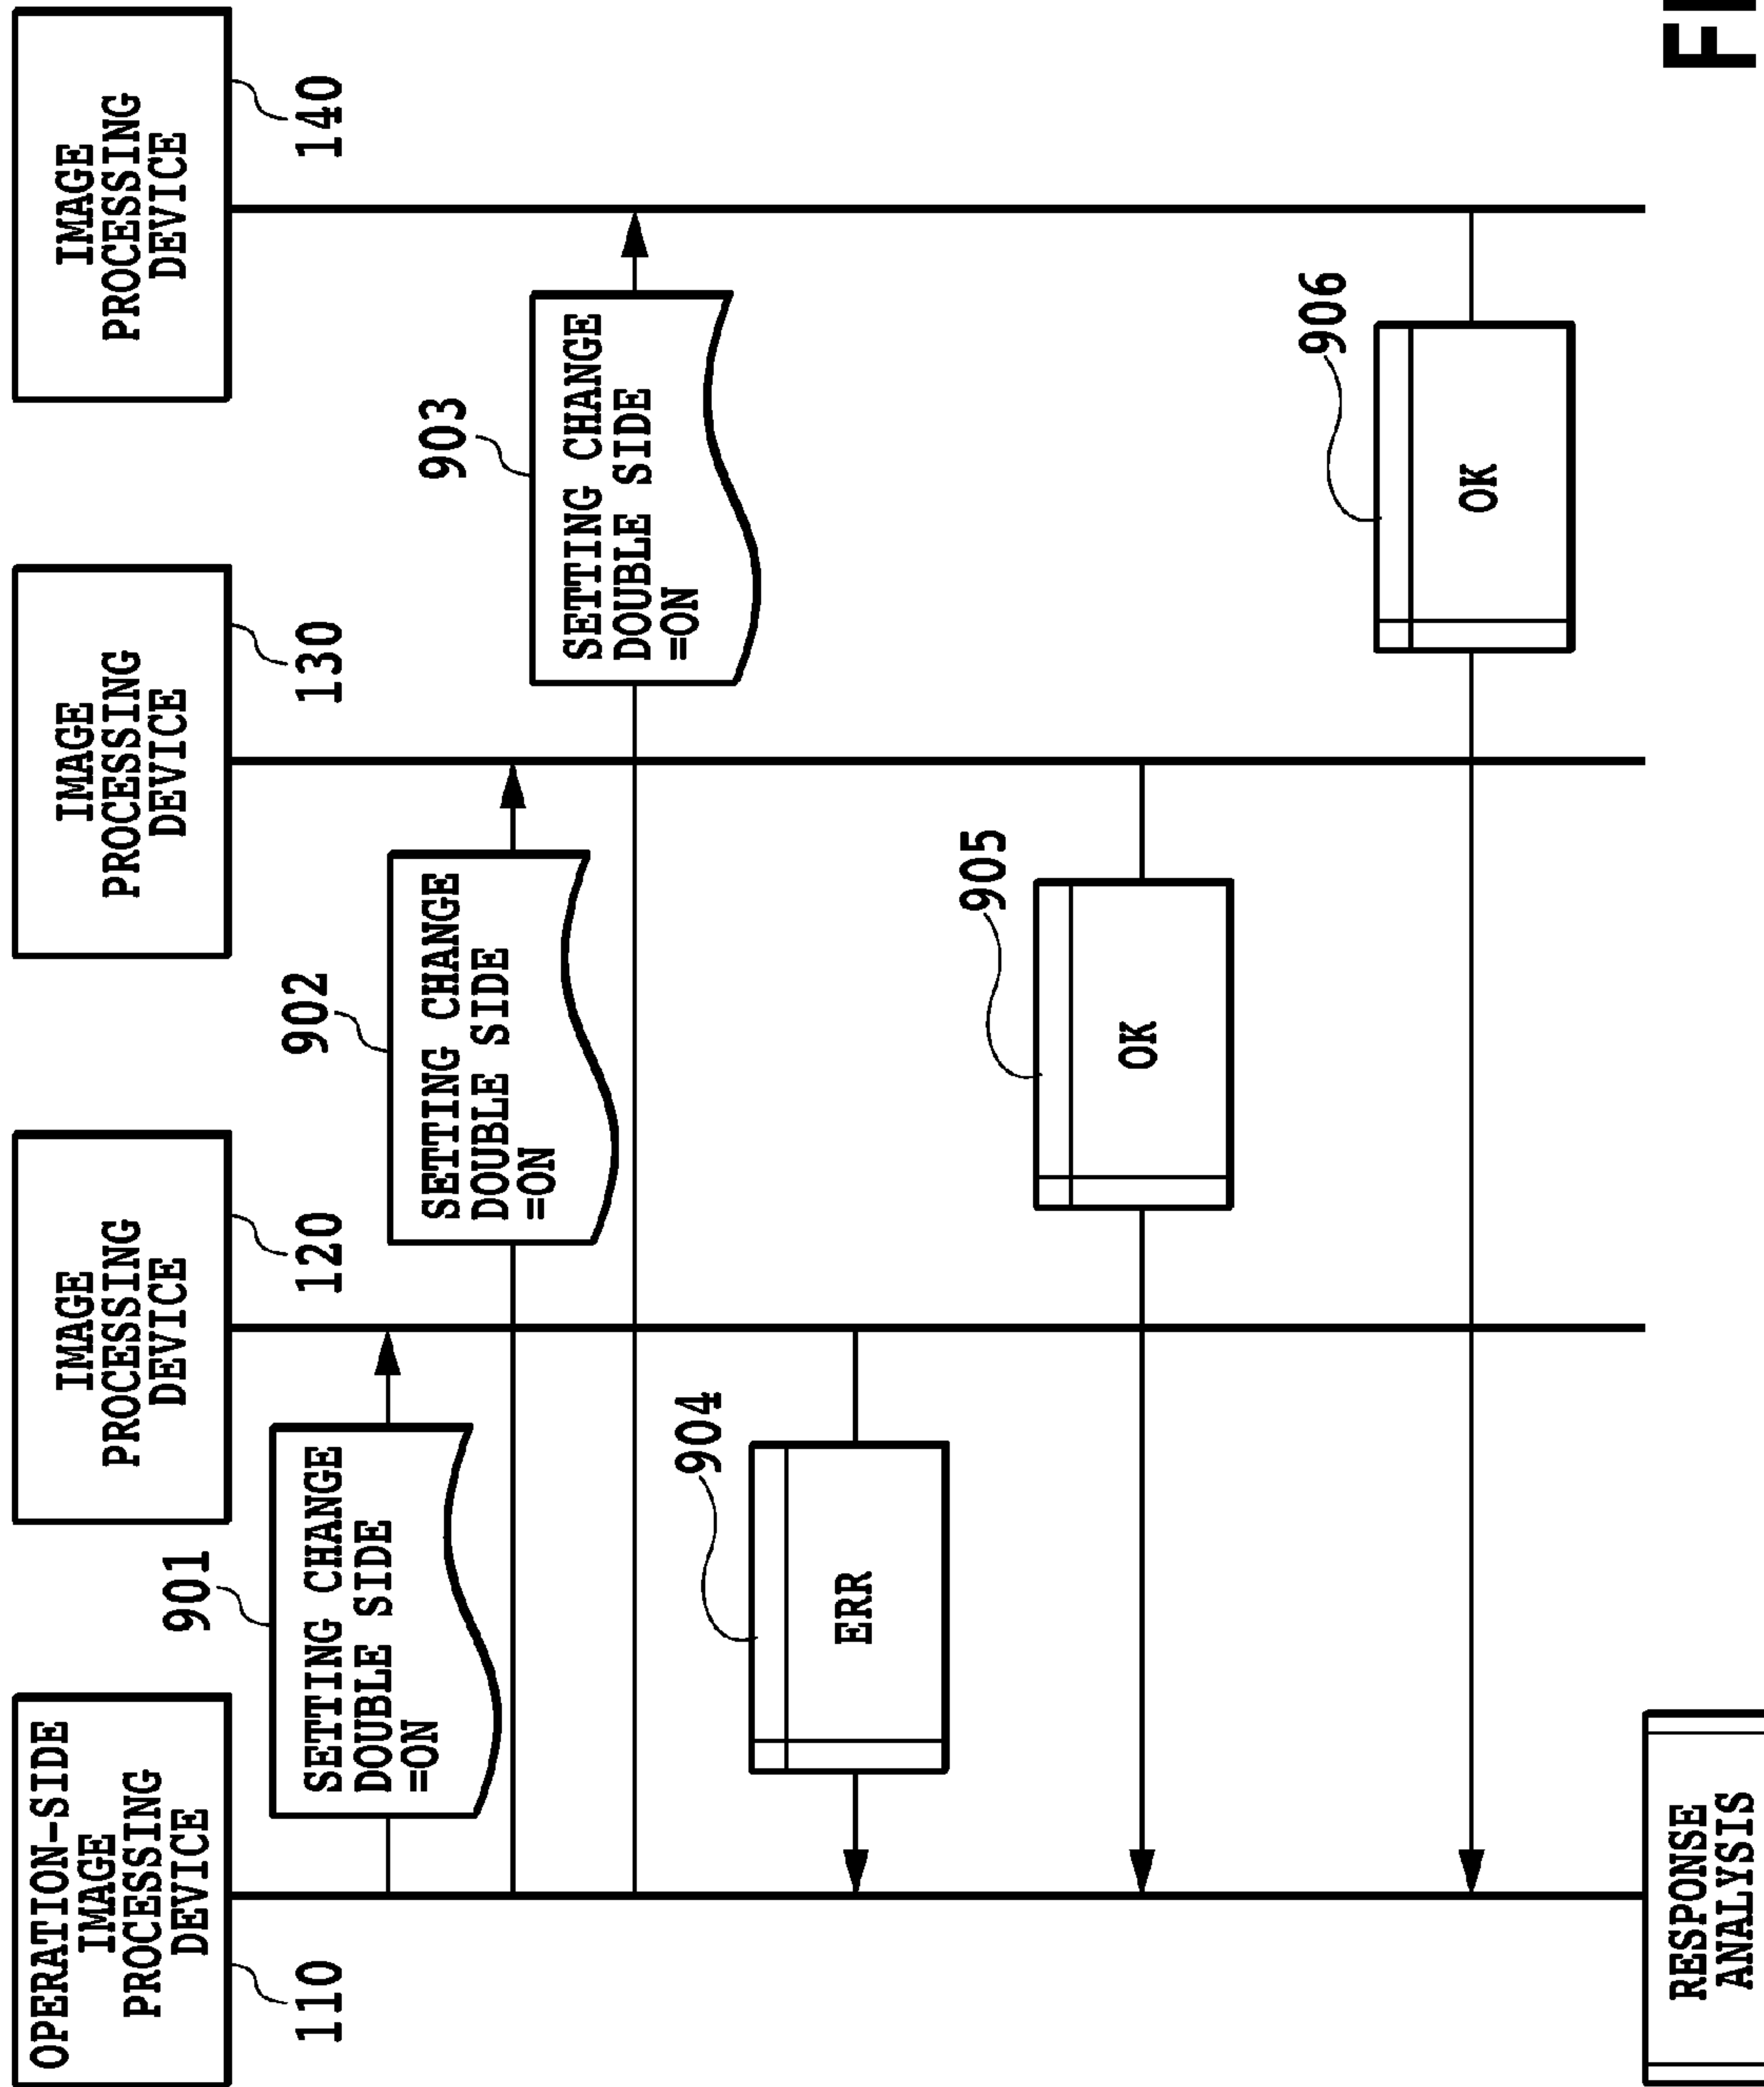 OPERATION-SIDE
IMAGE
PROCESSING
DEVICE
110
IMAGE
PROCESSING
DEVICE
120
IMAGE
PROCESSING
DEVICE
130
IMAGE
PROCESSING
DEVICE
140
901
SETTING CHANGE
DOUBLE SIDE
=ON
902
SETTING CHANGE
DOUBLE SIDE
=ON
903
SETTING CHANGE
DOUBLE SIDE
=ON
904
ERR
905
OK
906
OK
RESPONSE
ANALYSIS